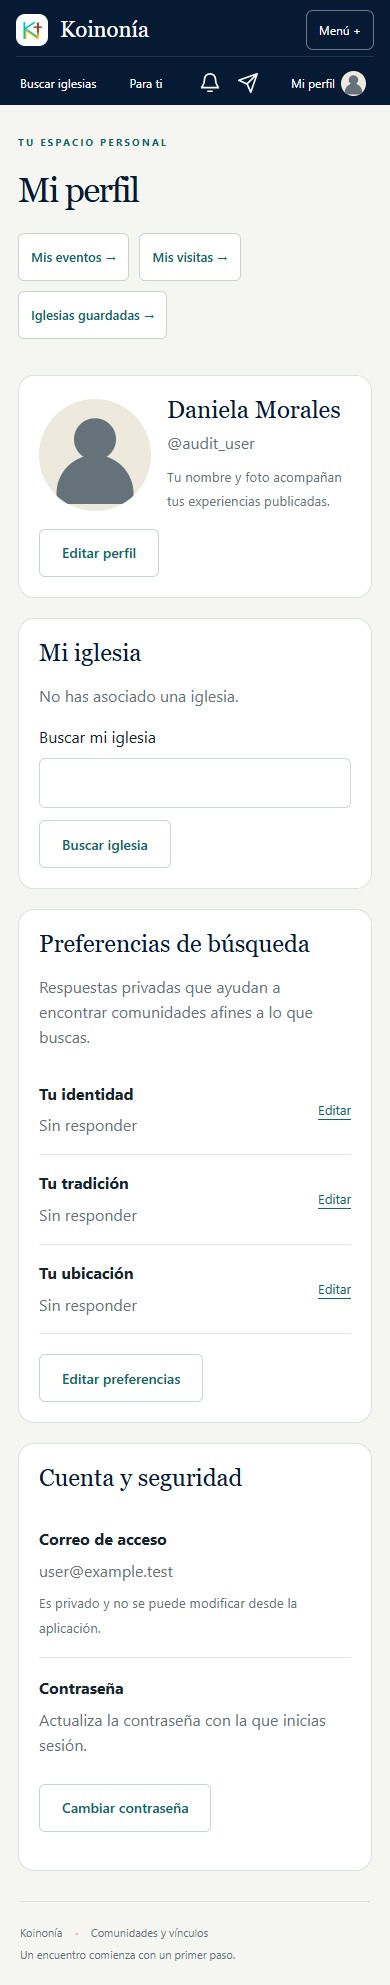 Koinonía
Menú +
Buscar iglesias
Para ti
Mi perfil
TU ESPACIO PERSONAL
Mi perfil
Mis eventos →
Mis visitas →
Iglesias guardadas →
Daniela Morales
@audit_user
Tu nombre y foto acompañan
tus experiencias publicadas.
Editar perfil
Mi iglesia
No has asociado una iglesia.
Buscar mi iglesia
Buscar iglesia
Preferencias de búsqueda
Respuestas privadas que ayudan a
encontrar comunidades afines a lo que
buscas.
Tu identidad
Sin responder
Editar
Tu tradición
Sin responder
Editar
Tu ubicación
Sin responder
Editar
Editar preferencias
Cuenta y seguridad
Correo de acceso
user@example.test
Es privado y no se puede modificar desde la
aplicación.
Contraseña
Actualiza la contraseña con la que inicias
sesión.
Cambiar contraseña
Koinonía · Comunidades y vínculos
Un encuentro comienza con un primer paso.